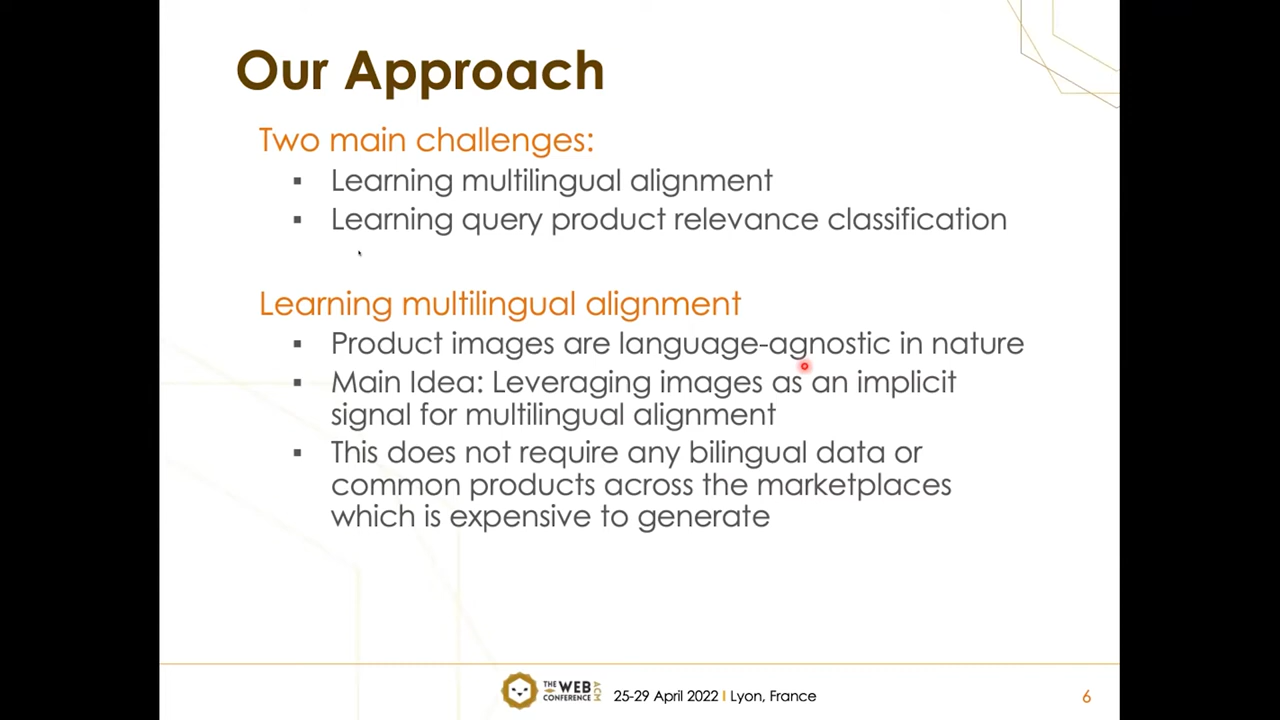 Our Approach
Two main challenges:
▪ Learning multilingual alignment
▪ Learning query product relevance classification
Learning multilingual alignment
▪ Product images are language-agnostic in nature
▪ Main Idea: Leveraging images as an implicit
signal for multilingual alignment
▪ This does not require any bilingual data or
common products across the marketplaces
which is expensive to generate
THE WEB
CONFERENCE
ACM
25-29 April 2022 I Lyon, France
6